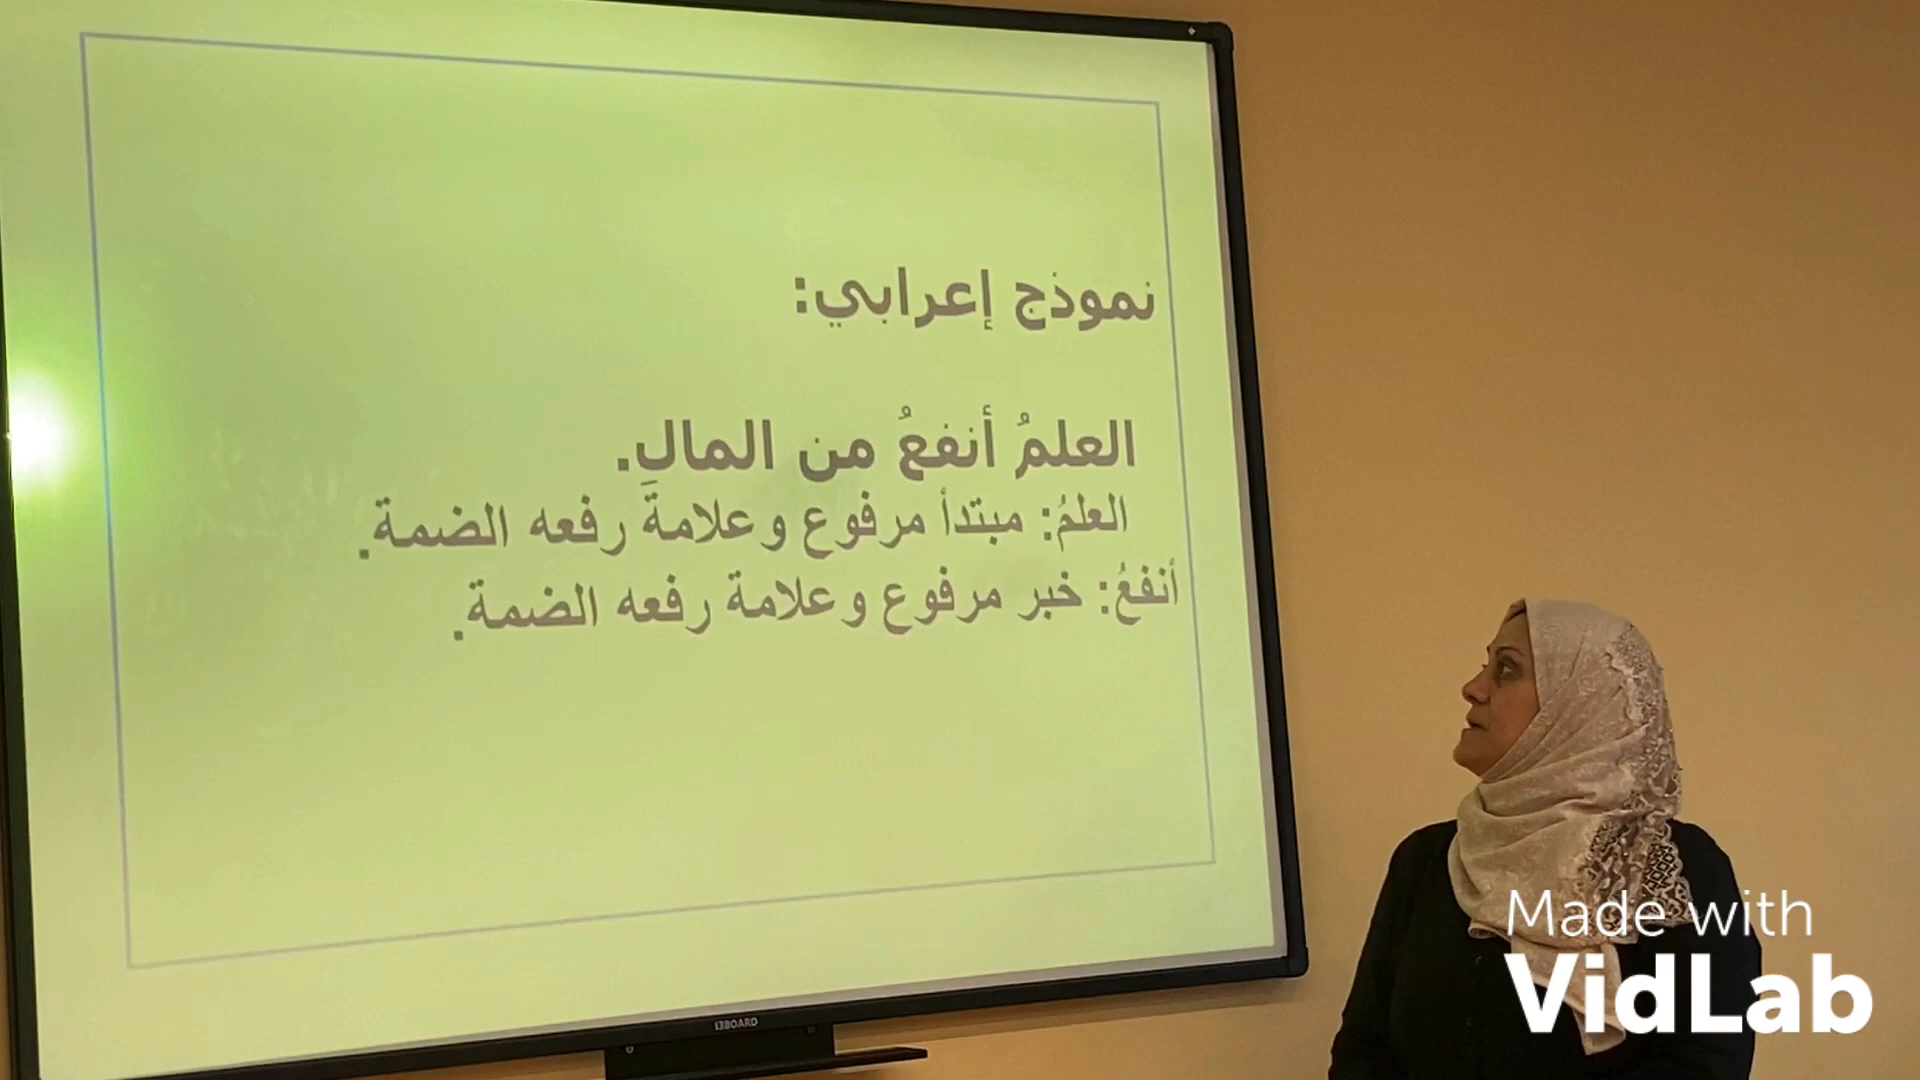 نموذج إعرابي:
العلمُ أنفعُ من المالِ.
العلمُ: مبتدأ مرفوع وعلامةَ رفعه الضمة.
أنفعُ: خبر مرفوع وعلامة رفعه الضمة.
i3BOARD
Made with
VidLab